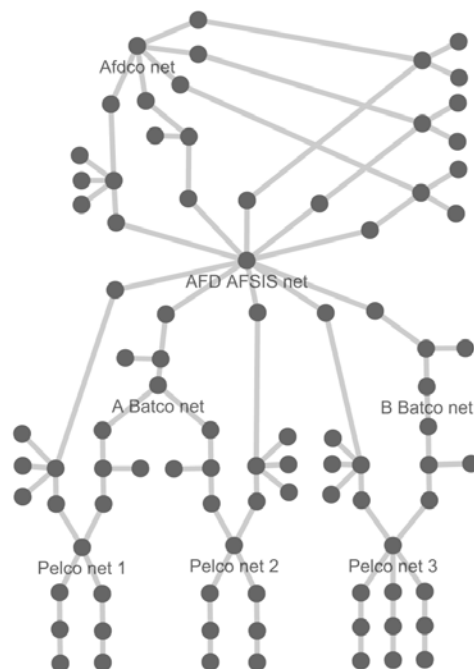 Afdco net
AFD AFSIS net
A Batco net
B Batco net
Pelco net 1
Pelco net 2
Pelco net 3